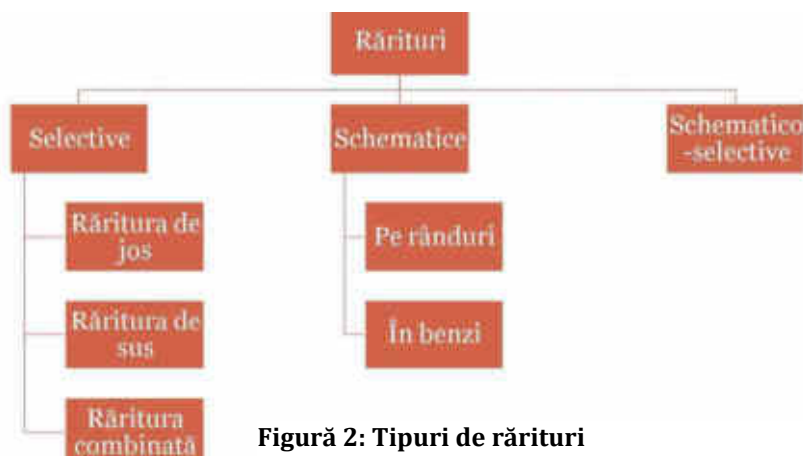 Rărituri
Selective
Schematice
Schematico
-selective
Răritura de
jos
Pe rânduri
Răritura de
sus
În benzi
Răritura
combinată
Figură 2: Tipuri de rărituri